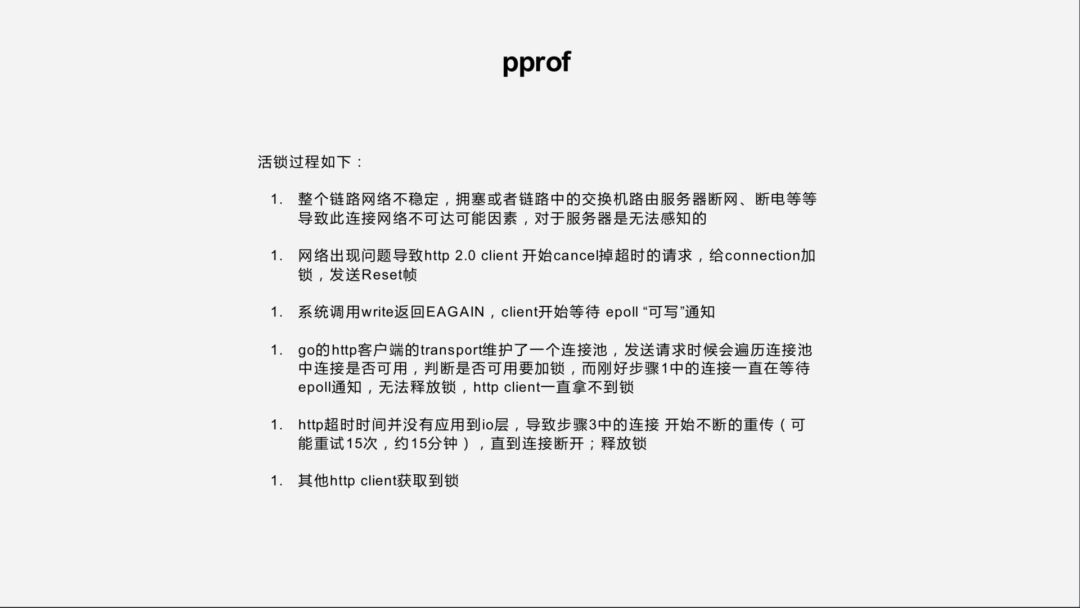 pprof
活锁过程如下：
1. 整个链路网络不稳定，拥塞或者链路中的交换机路由服务器断网、断电等等
导致此连接网络不可达可能因素，对于服务器是无法感知的
1. 网络出现问题导致http 2.0 client 开始cancel掉超时的请求，给connection加
锁，发送Reset帧
1. 系统调用write返回EAGAIN，client开始等待 epoll “可写”通知
1. go的http客户端的transport维护了一个连接池，发送请求时候会遍历连接池
中连接是否可用，判断是否可用要加锁，而刚好步骤1中的连接一直在等待
epoll通知，无法释放锁，http client一直拿不到锁
1. http超时时间并没有应用到io层，导致步骤3中的连接 开始不断的重传（可
能重试15次，约15分钟），直到连接断开；释放锁
1. 其他http client获取到锁